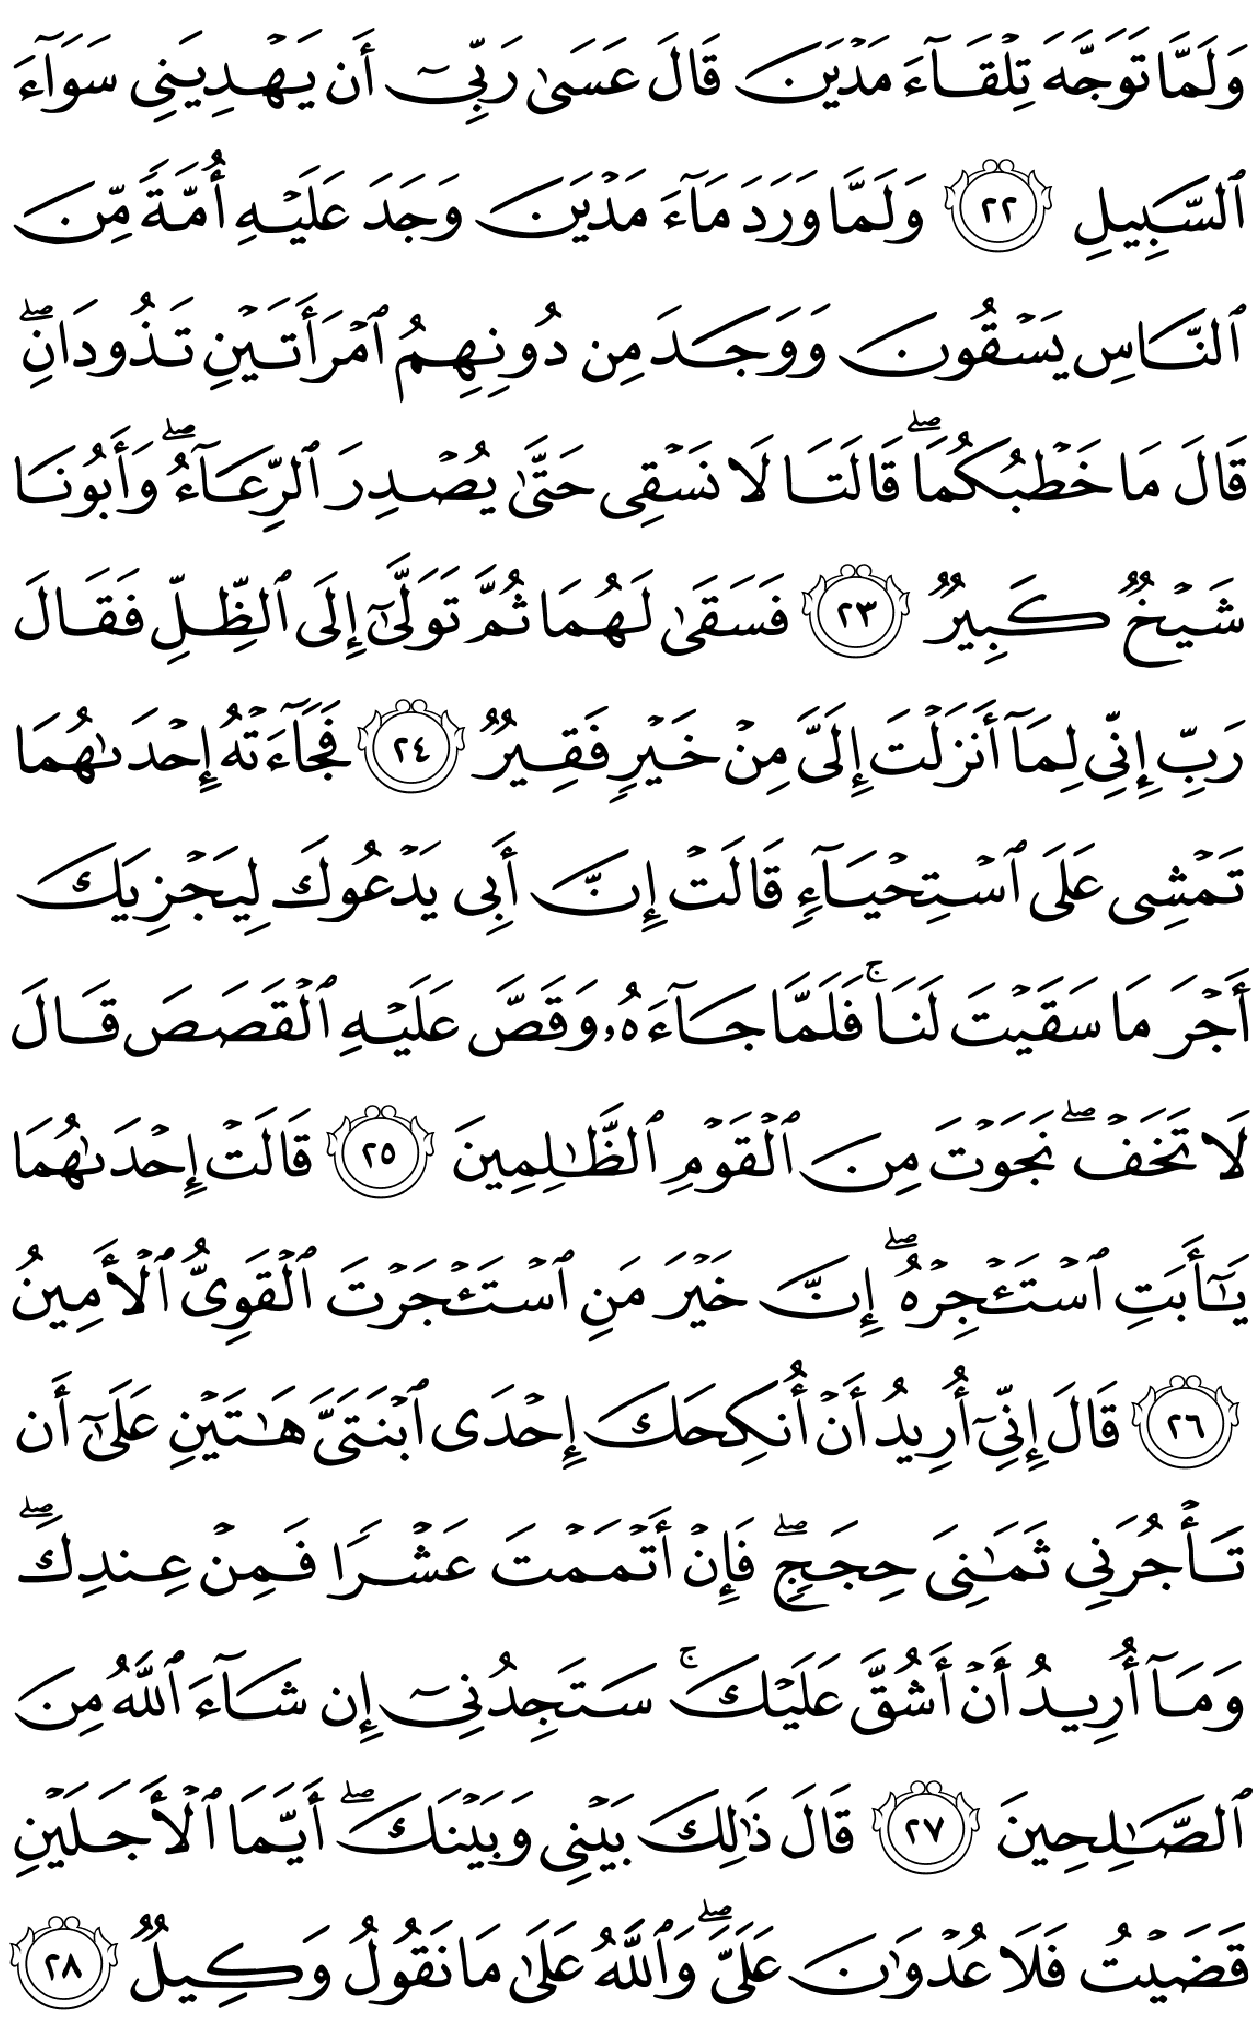 وَلَمَّا تَوَجَّهَ تِلْقَآءَ مَدْيَنَ قَالَ عَسَىٰ رَبِّىٓ أَن يَهْدِيَنِى سَوَآءَ
ٱلسَّبِيلِ ٢٢ وَلَمَّا وَرَدَ مَآءَ مَدْيَنَ وَجَدَ عَلَيْهِ أُمَّةً مِّنَ
ٱلنَّاسِ يَسْقُونَ وَوَجَدَ مِن دُونِهِمُ ٱمْرَأَتَيْنِ تَذُودَانِ ۖ
قَالَ مَا خَطْبُكُمَا ۖ قَالَتَا لَا نَسْقِى حَتَّىٰ يُصْدِرَ ٱلرِّعَآءُ ۖ وَأَبُونَا
شَيْخٌ كَبِيرٌ ٢٣ فَسَقَىٰ لَهُمَا ثُمَّ تَوَلَّىٰٓ إِلَى ٱلظِّلِّ فَقَالَ
رَبِّ إِنِّى لِمَآ أَنزَلْتَ إِلَىَّ مِنْ خَيْرٍ فَقِيرٌ ٢٤ فَجَآءَتْهُ إِحْدَىٰهُمَا
تَمْشِى عَلَى ٱسْتِحْيَآءٍ قَالَتْ إِنَّ أَبِى يَدْعُوكَ لِيَجْزِيَكَ
أَجْرَ مَا سَقَيْتَ لَنَا ۚ فَلَمَّا جَآءَهُۥ وَقَصَّ عَلَيْهِ ٱلْقَصَصَ قَالَ
لَا تَخَفْ ۖ نَجَوْتَ مِنَ ٱلْقَوْمِ ٱلظَّٰلِمِينَ ٢٥ قَالَتْ إِحْدَىٰهُمَا
يَٰٓأَبَتِ ٱسْتَـْٔجِرْهُ ۖ إِنَّ خَيْرَ مَنِ ٱسْتَـْٔجَرْتَ ٱلْقَوِىُّ ٱلْأَمِينُ
٢٦ قَالَ إِنِّىٓ أُرِيدُ أَنْ أُنكِحَكَ إِحْدَى ٱبْنَتَىَّ هَٰتَيْنِ عَلَىٰٓ أَن
تَأْجُرَنِى ثَمَٰنِىَ حِجَجٍ ۖ فَإِنْ أَتْمَمْتَ عَشْرًا فَمِنْ عِندِكَ ۖ
وَمَآ أُرِيدُ أَنْ أَشُقَّ عَلَيْكَ ۚ سَتَجِدُنِىٓ إِن شَآءَ ٱللَّهُ مِنَ
ٱلصَّٰلِحِينَ ٢٧ قَالَ ذَٰلِكَ بَيْنِى وَبَيْنَكَ ۖ أَيَّمَا ٱلْأَجَلَيْنِ
قَضَيْتُ فَلَا عُدْوَٰنَ عَلَىَّ ۖ وَٱللَّهُ عَلَىٰ مَا نَقُولُ وَكِيلٌ ٢٨